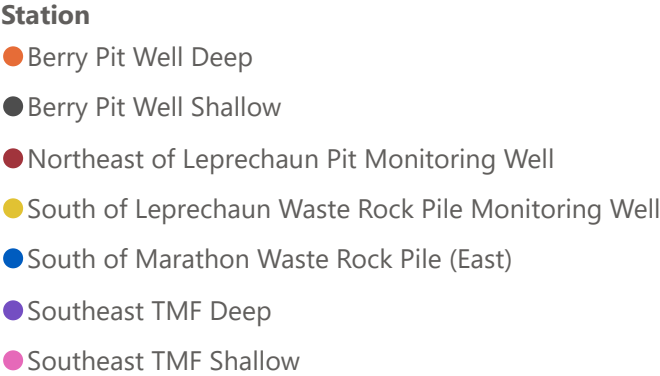 Station
Berry Pit Well Deep
Berry Pit Well Shallow
Northeast of Leprechaun Pit Monitoring Well
South of Leprechaun Waste Rock Pile Monitoring Well
South of Marathon Waste Rock Pile (East)
Southeast TMF Deep
Southeast TMF Shallow